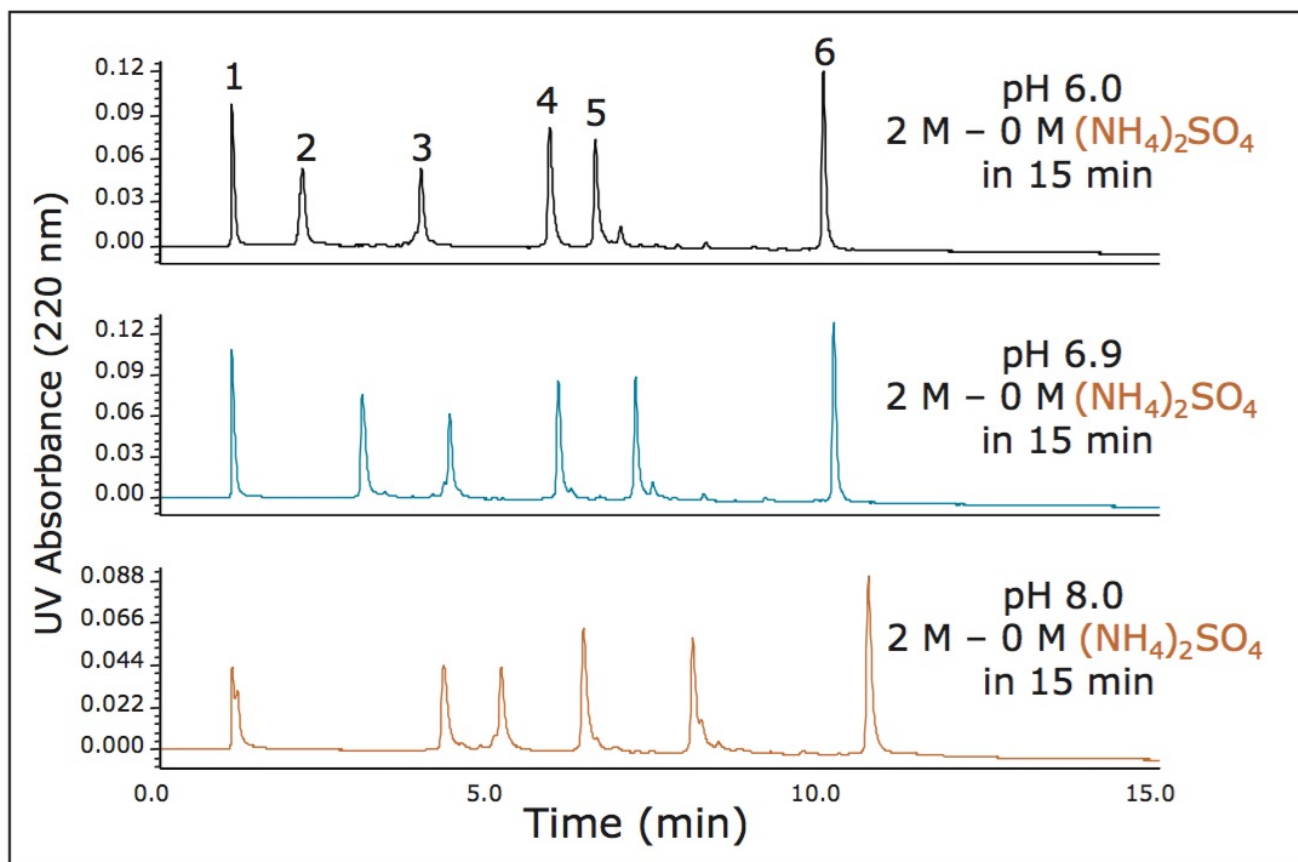 UV Absorbance (220 nm)
0.12
0.09
0.06
0.03
0.00
1
2
3
4
5
6
pH 6.0
2 M – 0 M (NH₄)₂SO₄
in 15 min
0.12
0.09
0.06
0.03
0.00
pH 6.9
2 M – 0 M (NH₄)₂SO₄
in 15 min
0.088
0.066
0.044
0.022
0.000
pH 8.0
2 M – 0 M (NH₄)₂SO₄
in 15 min
0.0 5.0 10.0 15.0
Time (min)